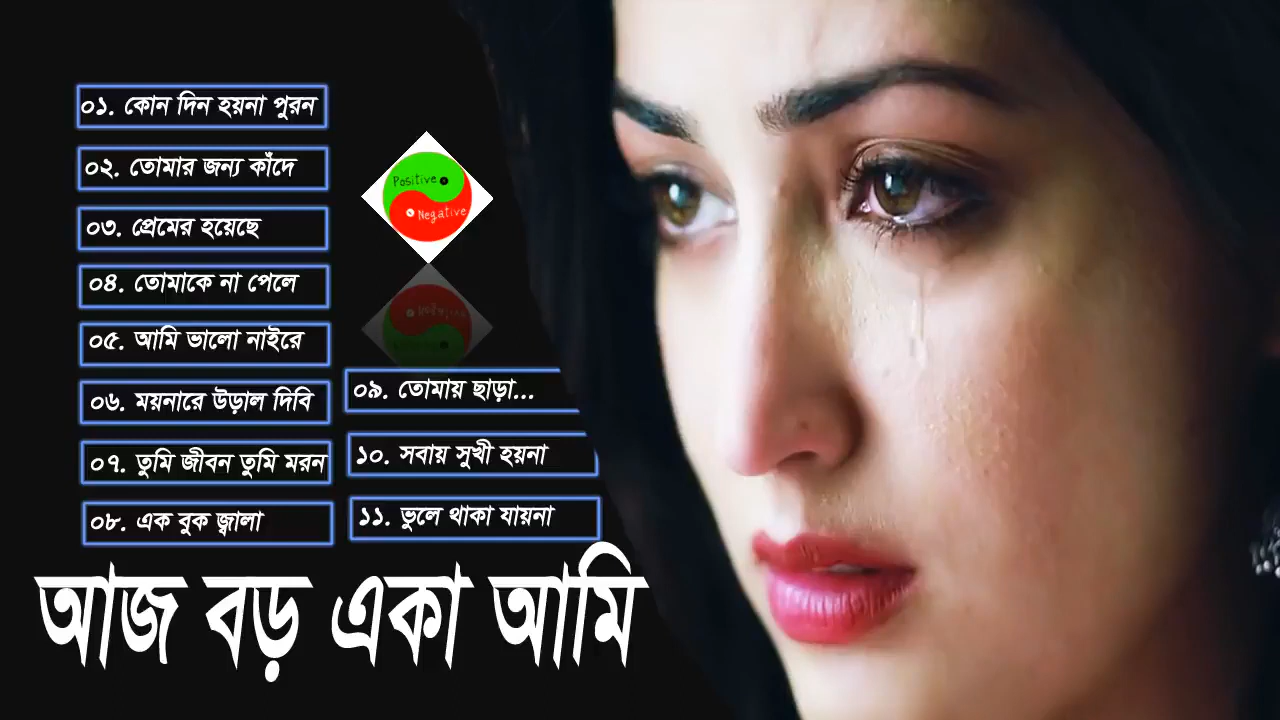 ০১. কোন দিন হয়না পুরন
০২. তোমার জন্য কাঁদে
০৩. প্রেমের হয়েছে
০৪. তোমাকে না পেলে
০৫. আমি ভালো নাইরে
০৬. ময়নারে উড়াল দিবি
০৭. তুমি জীবন তুমি মরন
০৮. এক বুক জ্বালা
Positive
Negative
০৯. তোমায় ছাড়া...
১০. সবায় সুখী হয়না
১১. ভুলে থাকা যায়না
আজ বড় একা আমি